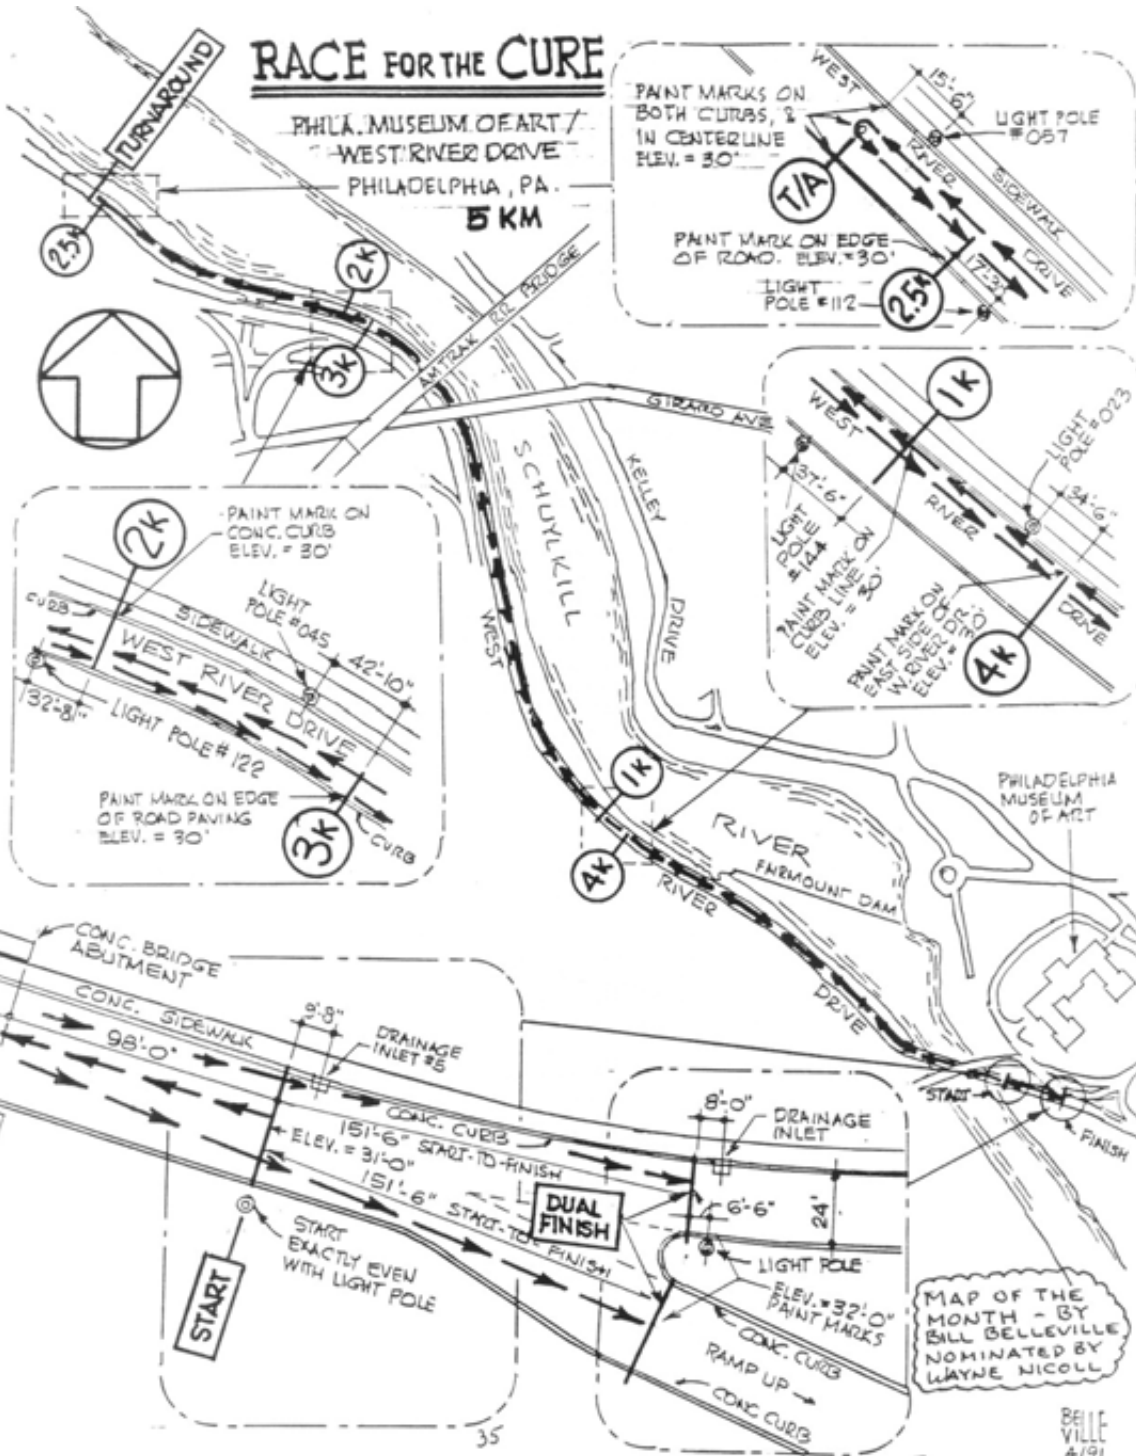 RACE FOR THE CURE
PHILA. MUSEUM OF ART /
WEST RIVER DRIVE
PHILADELPHIA, PA.
5 KM
TURNAROUND
2.5K
2K
3K
AMTRAK RR BRIDGE
GIRARD AVE
SCHUYLKILL
KELLEY
DRIVE
WEST
1K
4K
RIVER
RIVER
FAIRMOUNT DAM
DRIVE
PHILADELPHIA
MUSEUM
OF ART
START
FINISH
PAINT MARKS ON
BOTH CURBS, &
IN CENTERLINE
ELEV. = 30'
WEST
RIVER
DRIVE
15'-6"
LIGHT POLE
#057
SIDEWALK
T/A
PAINT MARK ON EDGE
OF ROAD. ELEV. = 30'
LIGHT
POLE #112
17'-3"
2.5K
1K
WEST
RIVER
DRIVE
LIGHT
POLE #023
34'-6"
37'-6"
LIGHT
POLE
#144
PAINT MARK ON
CURB LINE
ELEV. = 30'
PAINT MARK ON
EAST SIDE OF
W. RIVER DR.
ELEV. = 30'
4K
2K
PAINT MARK ON
CONC. CURB
ELEV. = 30'
LIGHT
POLE #045
CURB
SIDEWALK
WEST RIVER DRIVE
42'-10"
32'-8½"
LIGHT POLE # 122
PAINT MARK ON EDGE
OF ROAD PAVING
ELEV. = 30'
3K
CURB
CONC. BRIDGE
ABUTMENT
CONC. SIDEWALK
98'-0"
9'-8"
DRAINAGE
INLET #5
CONC. CURB
151'-6" START-TO-FINISH
ELEV. = 31'-0"
151'-6" START-TO-FINISH
START
EXACTLY EVEN
WITH LIGHT POLE
START
DUAL
FINISH
8'-0"
DRAINAGE
INLET
6'-6"
24'
LIGHT POLE
ELEV. = 32'-0"
PAINT MARKS
CONC. CURB
RAMP UP
CONC CURB
MAP OF THE
MONTH - BY
BILL BELLEVILLE
NOMINATED BY
WAYNE NICOLL
35
BELLE
VILLE
4/91